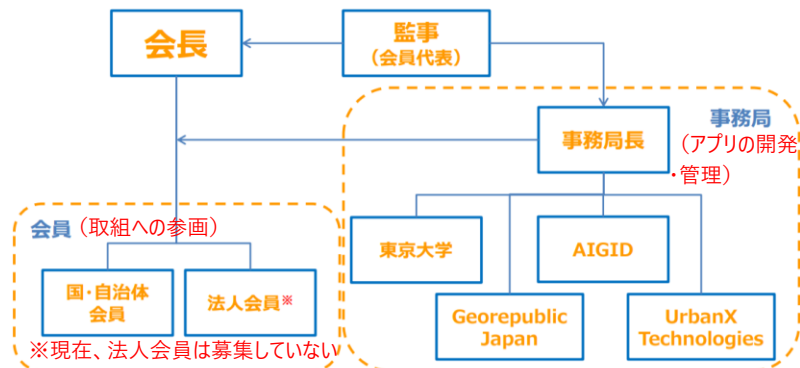 会長
監事
（会員代表）
事務局
（アプリの開発
・管理）
事務局長
会員（取組への参画）
東京大学
AIGID
国・自治体
会員
法人会員※
Georepublic
Japan
UrbanX
Technologies
※現在、法人会員は募集していない